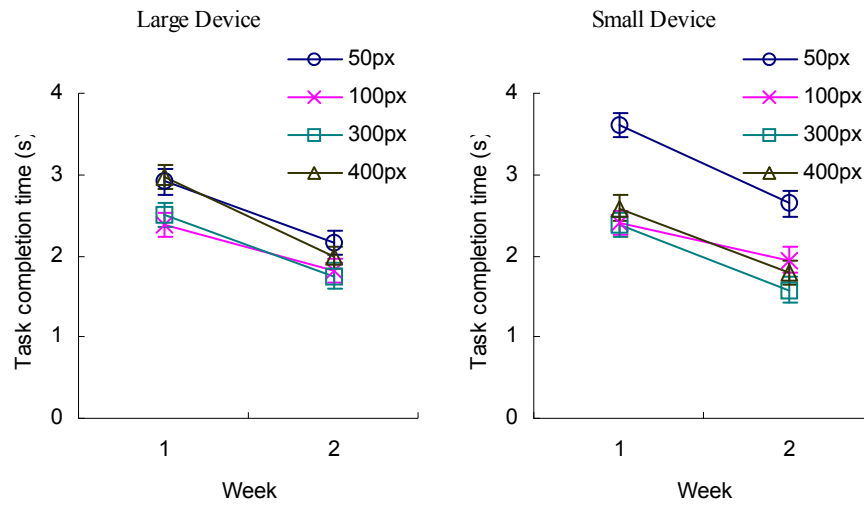 Large Device
50px
100px
300px
400px
4
3
2
1
0
Task completion time (s)
1
2
Week
Small Device
50px
100px
300px
400px
4
3
2
1
0
Task completion time (s)
1
2
Week